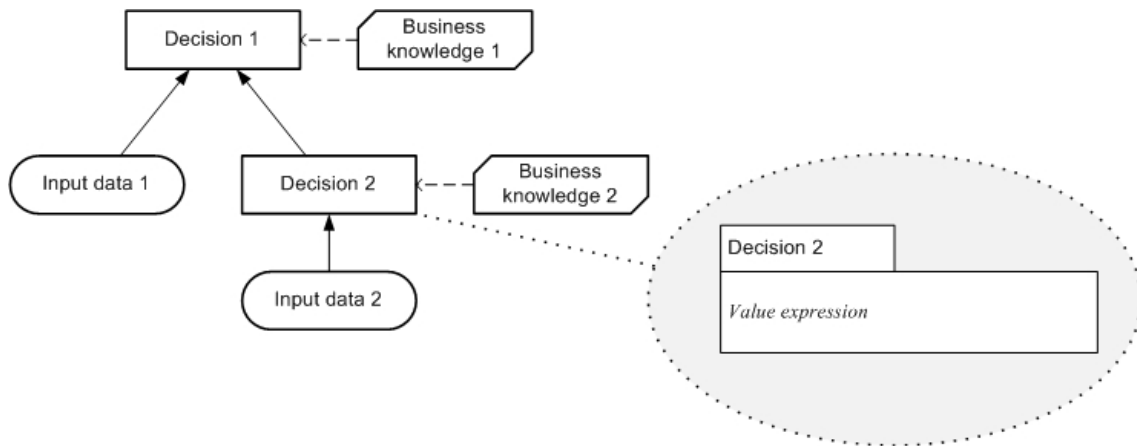 Decision 1
Business
knowledge 1
Input data 1
Decision 2
Business
knowledge 2
Input data 2
Decision 2
Value expression